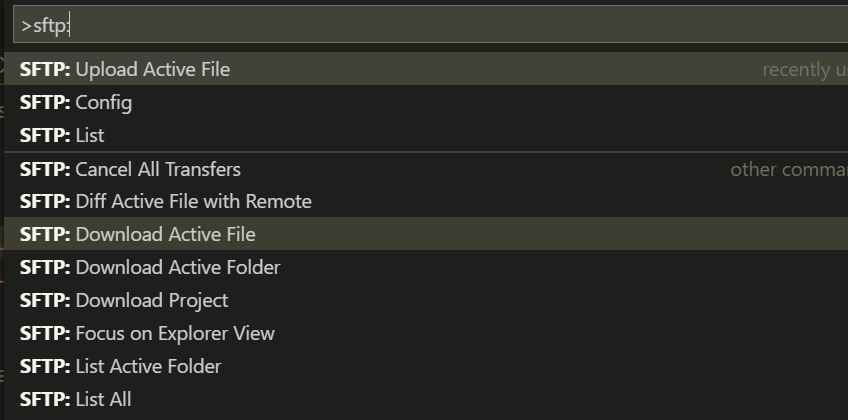 >sftp:
SFTP: Upload Active File recently u
SFTP: Config
SFTP: List
SFTP: Cancel All Transfers other comma
SFTP: Diff Active File with Remote
SFTP: Download Active File
SFTP: Download Active Folder
SFTP: Download Project
SFTP: Focus on Explorer View
SFTP: List Active Folder
SFTP: List All